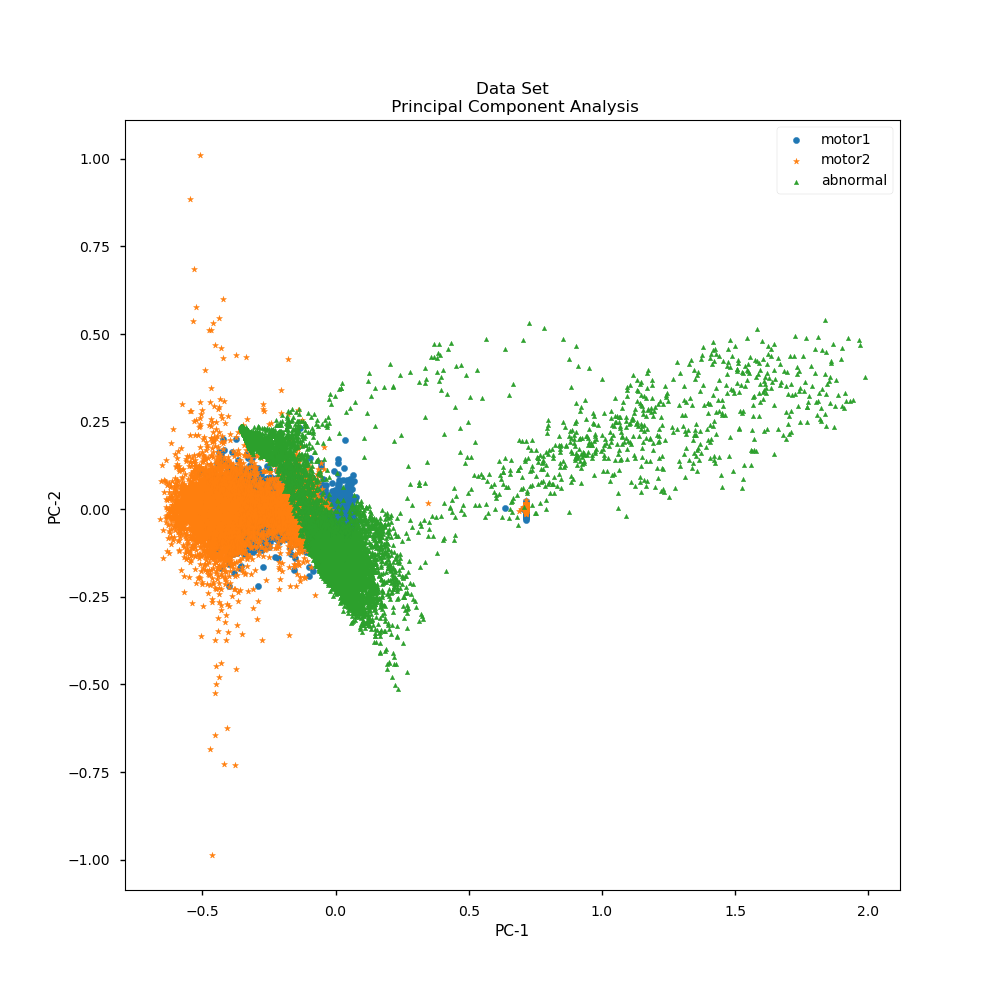 Data Set
Principal Component Analysis
motor1
motor2
abnormal
1.00
0.75
0.50
0.25
0.00
−0.25
−0.50
−0.75
−1.00
PC-2
−0.5
0.0
0.5
1.0
1.5
2.0
PC-1